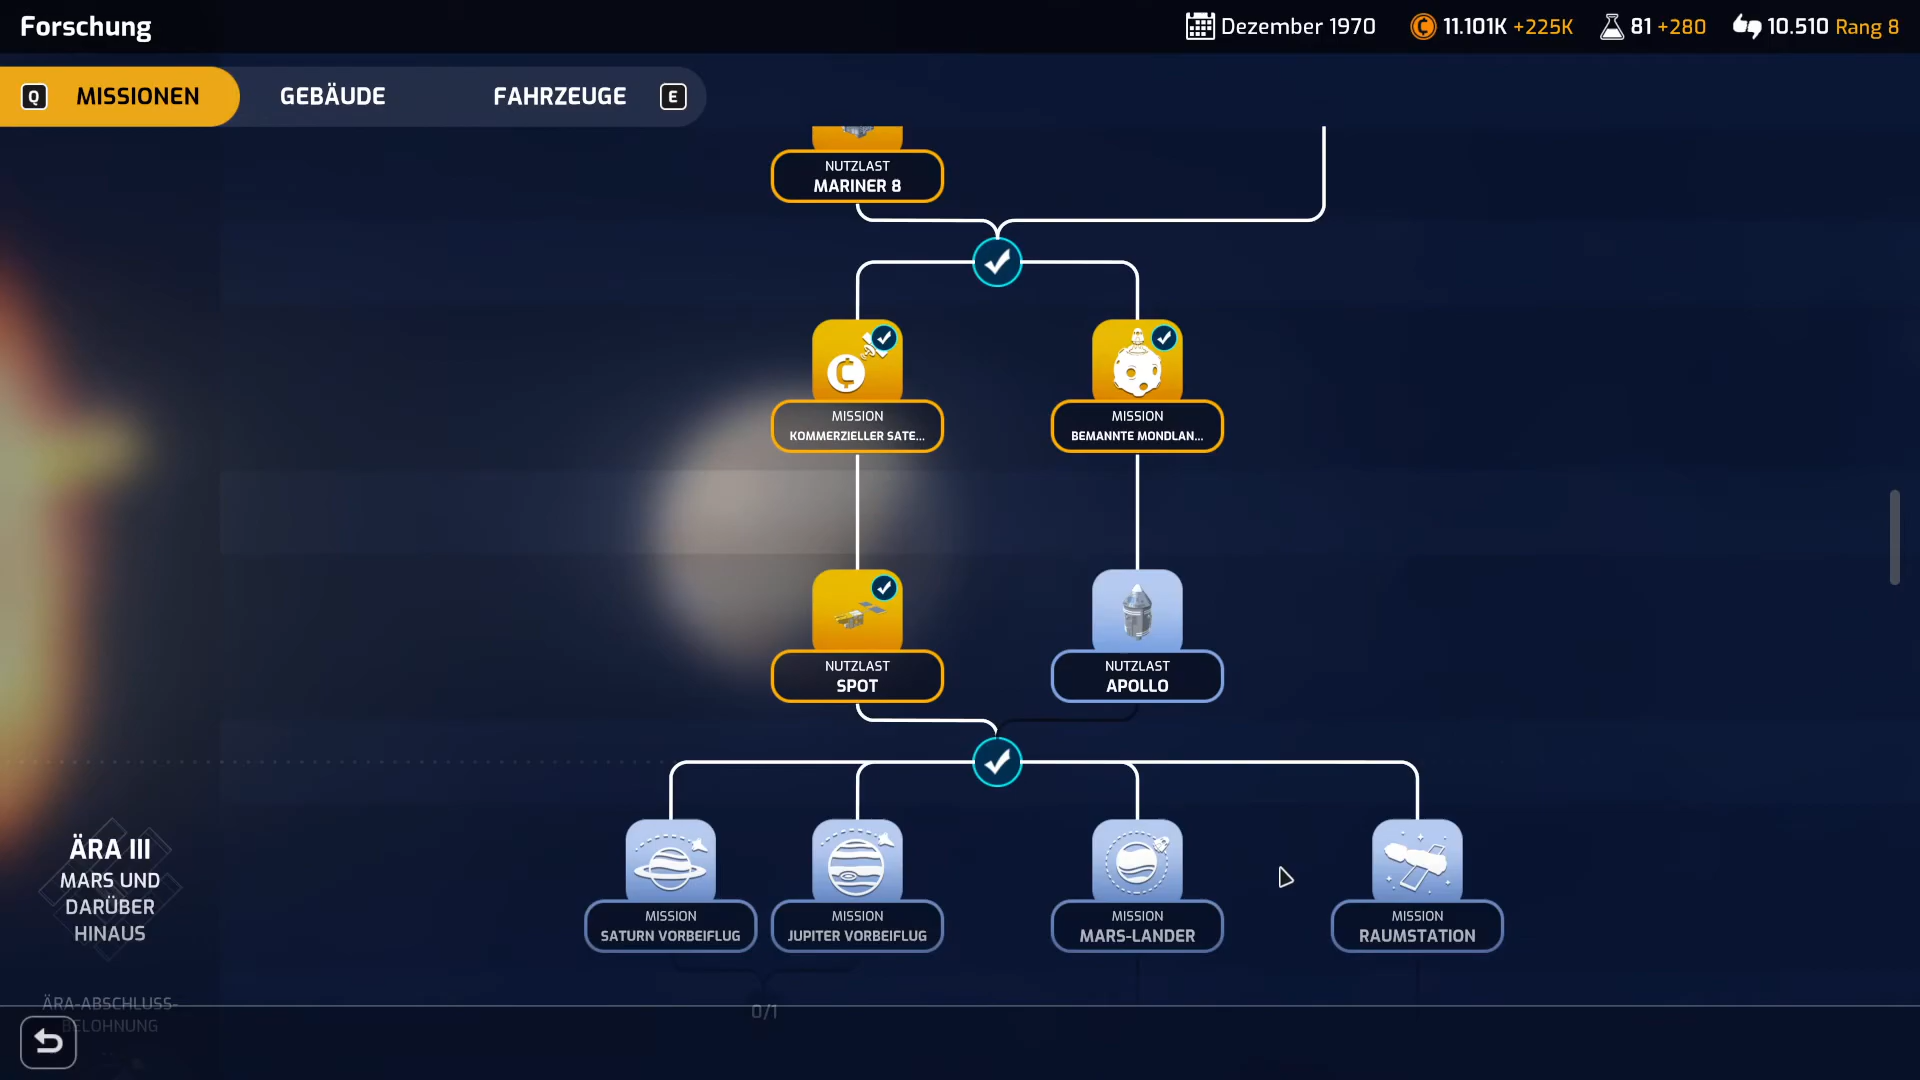 Forschung
Dezember 1970
11.101K +225K
81 +280
10.510 Rang 8
Q MISSIONEN
GEBÄUDE
FAHRZEUGE E
NUTZLAST
MARINER 8
MISSION
KOMMERZIELLER SATE...
MISSION
BEMANNTE MONDLAN...
NUTZLAST
SPOT
NUTZLAST
APOLLO
ÄRA III
MARS UND
DARÜBER
HINAUS
MISSION
SATURN VORBEIFLUG
MISSION
JUPITER VORBEIFLUG
MISSION
MARS-LANDER
MISSION
RAUMSTATION
ÄRA-ABSCHLUSS-
BELOHNUNG
0/1